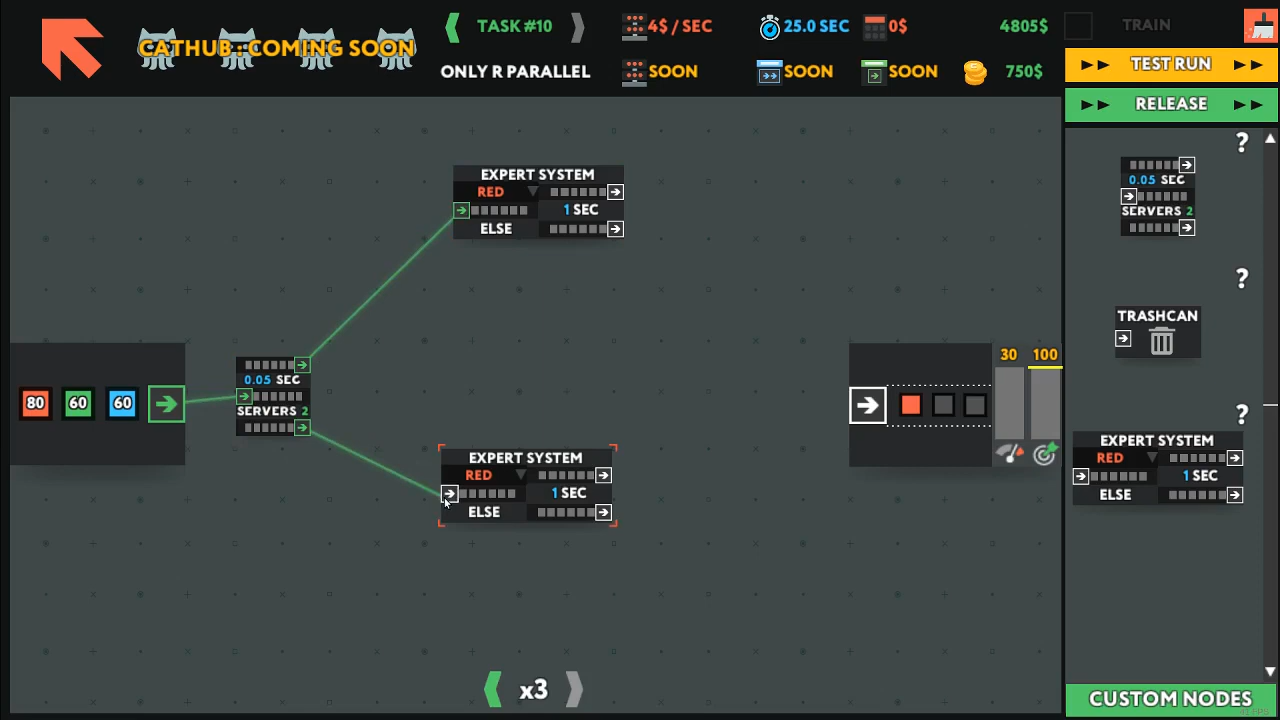 CATHUB : COMING SOON
TASK #10
4$ / SEC
25.0 SEC
0$
4805$
TRAIN
ONLY R PARALLEL
SOON
SOON
SOON
750$
TEST RUN
RELEASE
EXPERT SYSTEM
RED
1 SEC
ELSE
0.05 SEC
SERVERS 2
80
60
60
EXPERT SYSTEM
RED
1 SEC
ELSE
30
100
x3
?
0.05 SEC
SERVERS 2
?
TRASHCAN
?
EXPERT SYSTEM
RED
1 SEC
ELSE
CUSTOM NODES